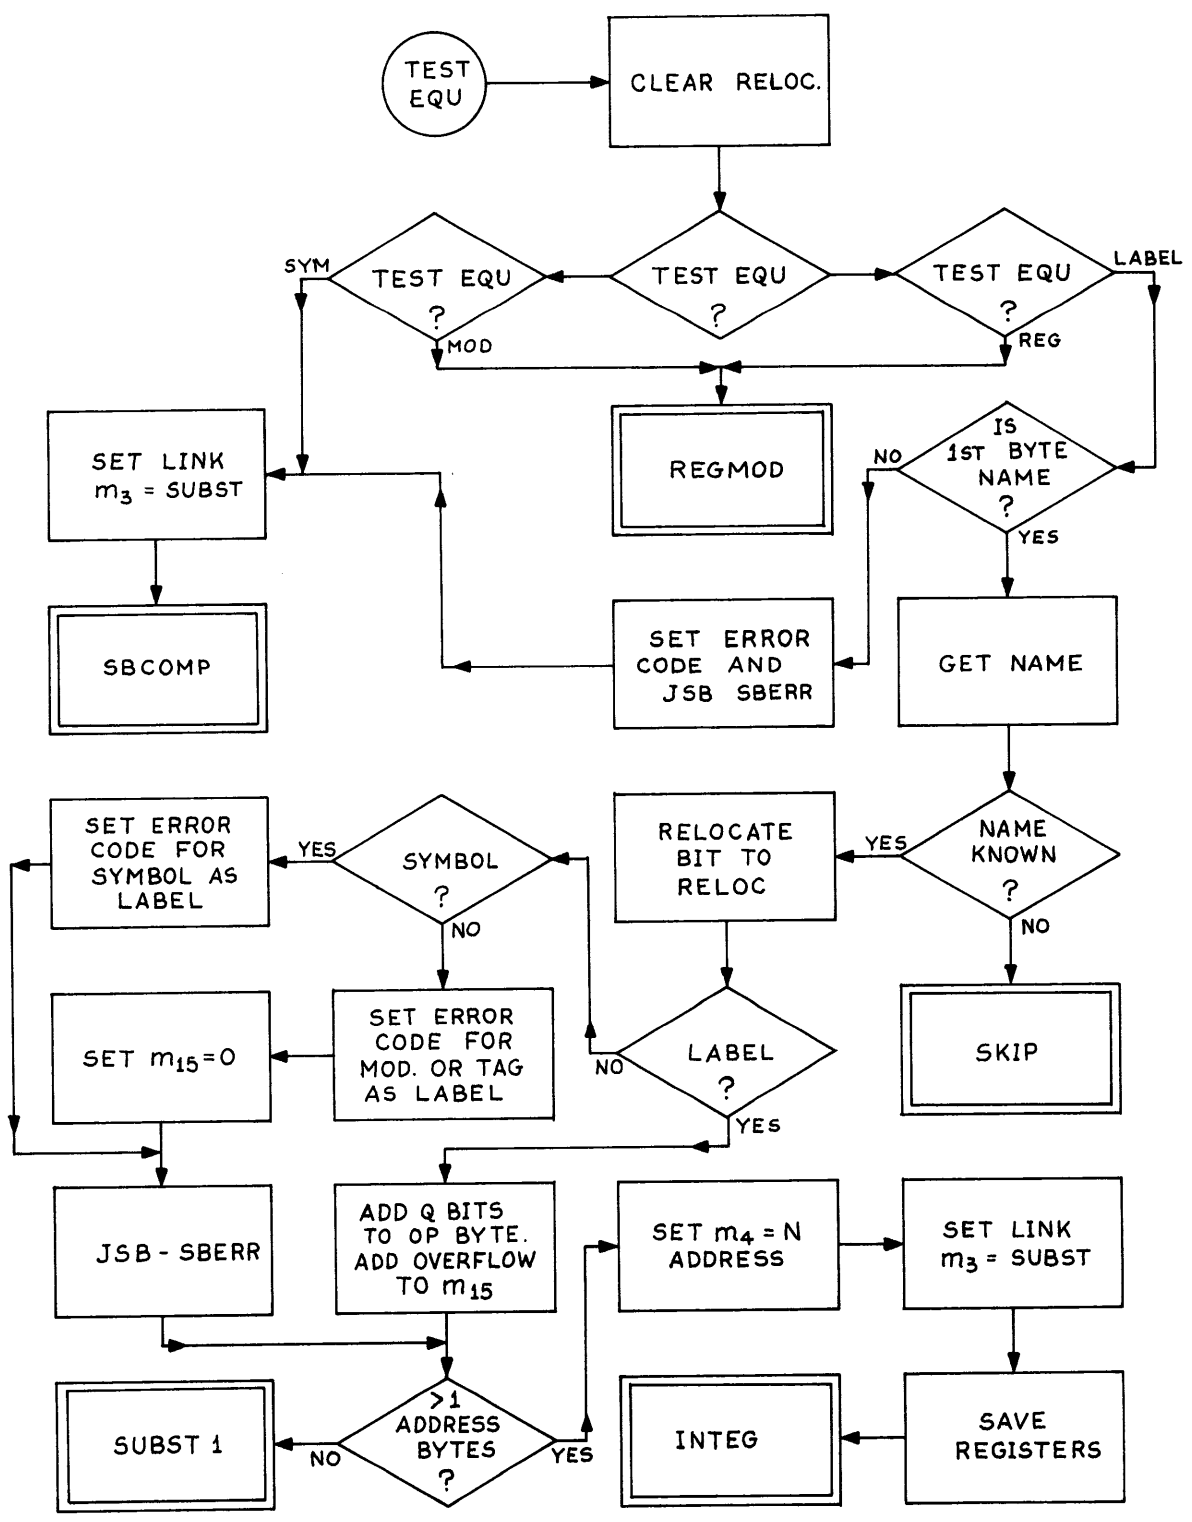 TEST
EQU
CLEAR RELOC.
SYM
TEST EQU
?
MOD
TEST EQU
?
TEST EQU
?
LABEL
REG
SET LINK
m3 = SUBST
REGMOD
NO
IS
1ST BYTE
NAME
?
YES
SBCOMP
SET ERROR
CODE AND
JSB SBERR
GET NAME
SET ERROR
CODE FOR
SYMBOL AS
LABEL
YES
SYMBOL
?
NO
RELOCATE
BIT TO
RELOC
YES
NAME
KNOWN
?
NO
SET m15=0
SET ERROR
CODE FOR
MOD. OR TAG
AS LABEL
NO
LABEL
?
YES
SKIP
JSB-SBERR
ADD Q BITS
TO OP BYTE.
ADD OVERFLOW
TO m15
SET m4=N
ADDRESS
SET LINK
m3 = SUBST
SUBST 1
NO
>1
ADDRESS
BYTES
?
YES
INTEG
SAVE
REGISTERS